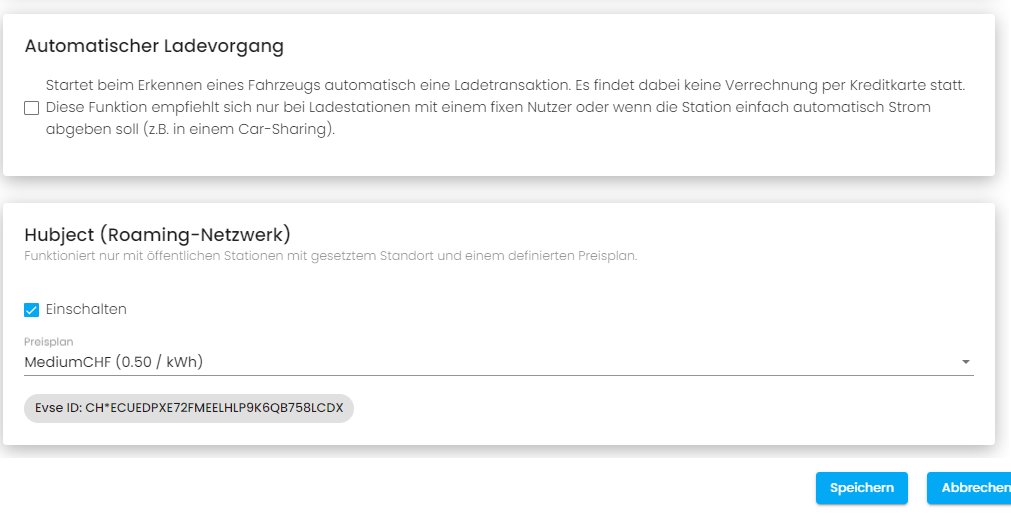 Automatischer Ladevorgang
Startet beim Erkennen eines Fahrzeugs automatisch eine Ladetransaktion. Es findet dabei keine Verrechnung per Kreditkarte statt.
Diese Funktion empfiehlt sich nur bei Ladestationen mit einem fixen Nutzer oder wenn die Station einfach automatisch Strom
abgeben soll (z.B. in einem Car-Sharing).
Hubject (Roaming-Netzwerk)
Funktioniert nur mit öffentlichen Stationen mit gesetztem Standort und einem definierten Preisplan.
Einschalten
Preisplan
MediumCHF (0.50 / kWh)
Evse ID: CH*ECUEDPXE72FMEELHLP9K6QB758LCDX
Speichern
Abbrechen